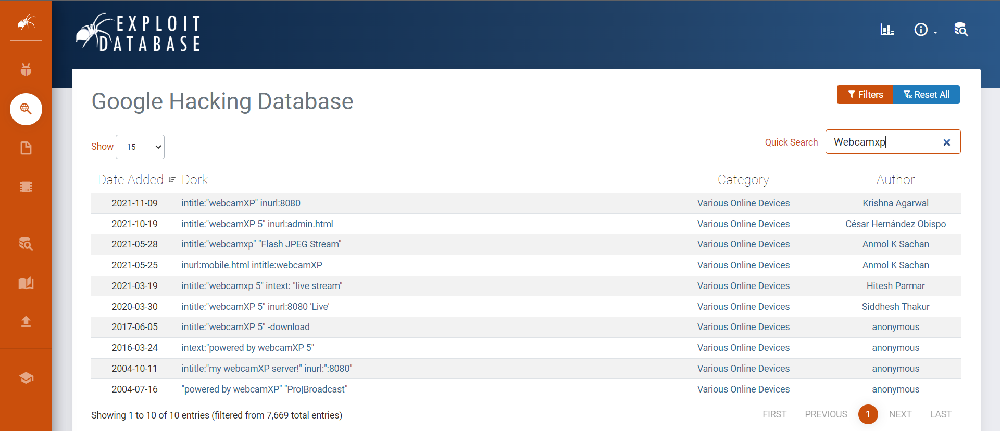 EXPLOIT
DATABASE
Google Hacking Database
Filters Reset All
Show 15 Quick Search Webcamxp
Date Added Dork Category Author
2021-11-09 intitle:"webcamXP" inurl:8080 Various Online Devices Krishna Agarwal
2021-10-19 intitle:"webcamXP 5" inurl:admin.html Various Online Devices César Hernández Obispo
2021-05-28 intitle:"webcamxp" "Flash JPEG Stream" Various Online Devices Anmol K Sachan
2021-05-25 inurl:mobile.html intitle:webcamXP Various Online Devices Anmol K Sachan
2021-03-19 intitle:"webcamxp 5" intext: "live stream" Various Online Devices Hitesh Parmar
2020-03-30 intitle:"webcamXP 5" inurl:8080 'Live' Various Online Devices Siddhesh Thakur
2017-06-05 intitle:"webcamXP 5" -download Various Online Devices anonymous
2016-03-24 intext:"powered by webcamXP 5" Various Online Devices anonymous
2004-10-11 intitle:"my webcamXP server!" inurl:":8080" Various Online Devices anonymous
2004-07-16 "powered by webcamXP" "Pro|Broadcast" Various Online Devices anonymous
Showing 1 to 10 of 10 entries (filtered from 7,669 total entries) FIRST PREVIOUS 1 NEXT LAST